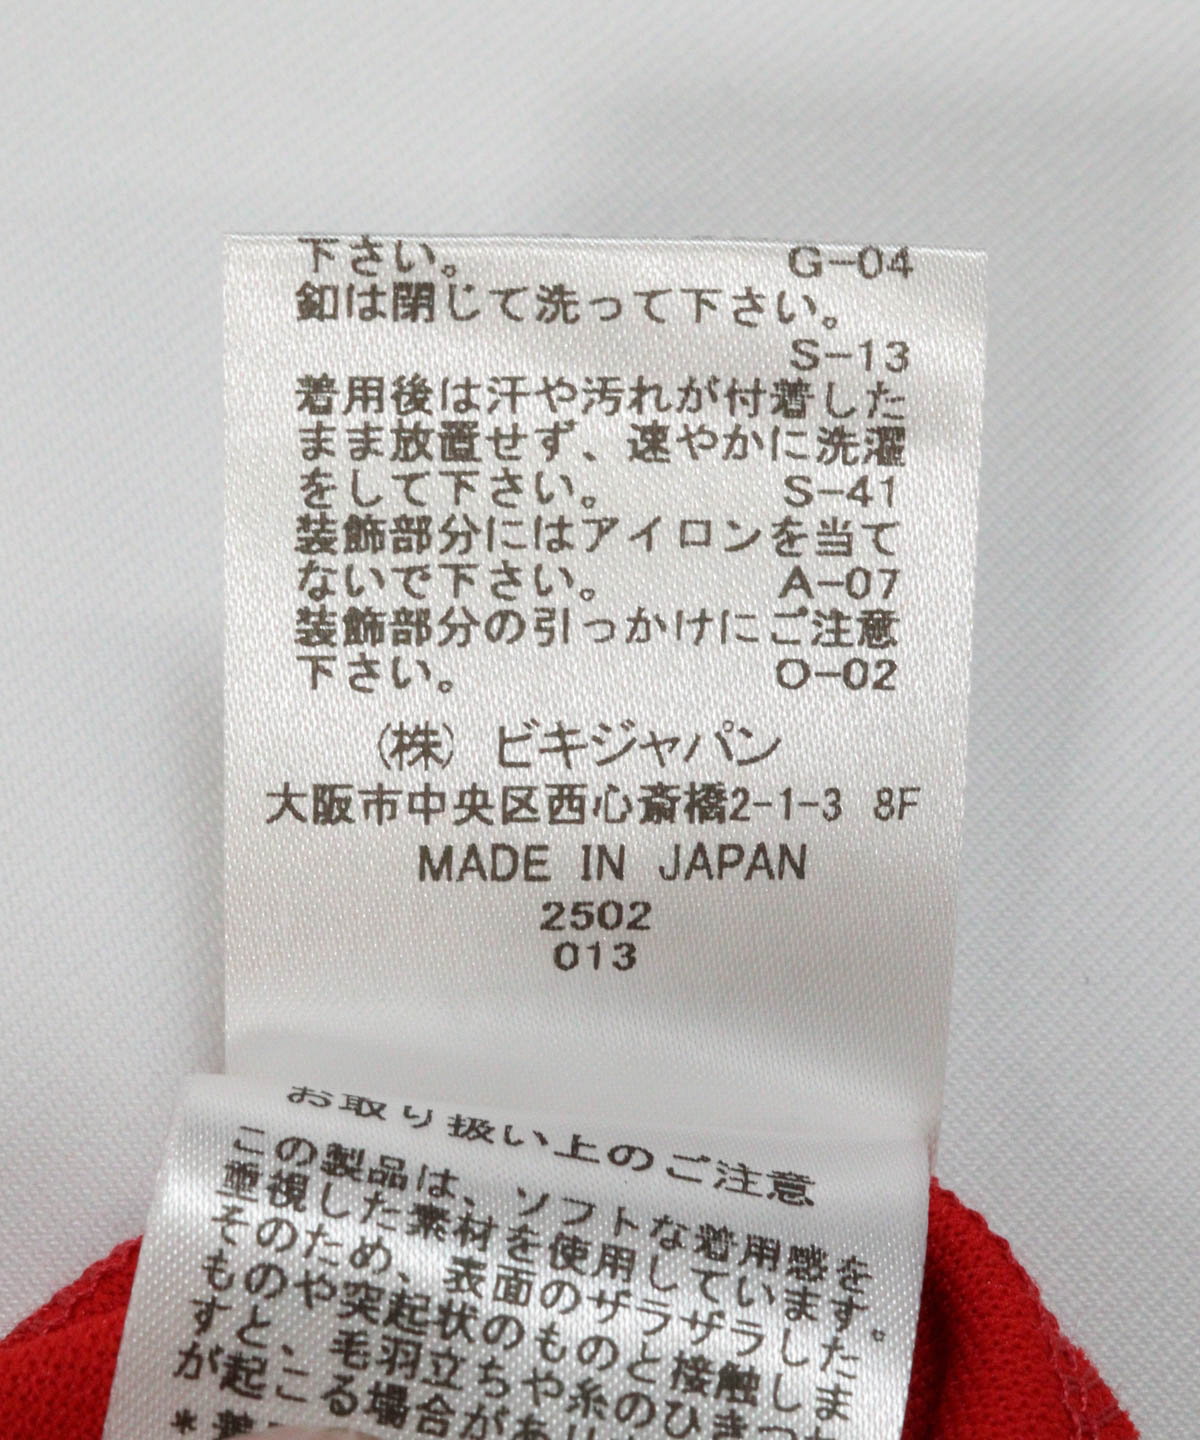 下さい。 G-04
釦は閉じて洗って下さい。
S-13
着用後は汗や汚れが付着した
まま放置せず、速やかに洗濯
をして下さい。 S-41
装飾部分にはアイロンを当て
ないで下さい。 A-07
装飾部分の引っかけにご注意
下さい。 O-02
(株) ビキジャパン
大阪市中央区西心斎橋2-1-3 8F
MADE IN JAPAN
2502
013
お取り扱い上のご注意
この製品は、ソフトな着用感を
重視した素材を使用しています。
そのため、表面のザラザラした
ものや突起状のものと接触しま
すと、毛羽立ちや糸のひきつ
が起こる場合があ
*着